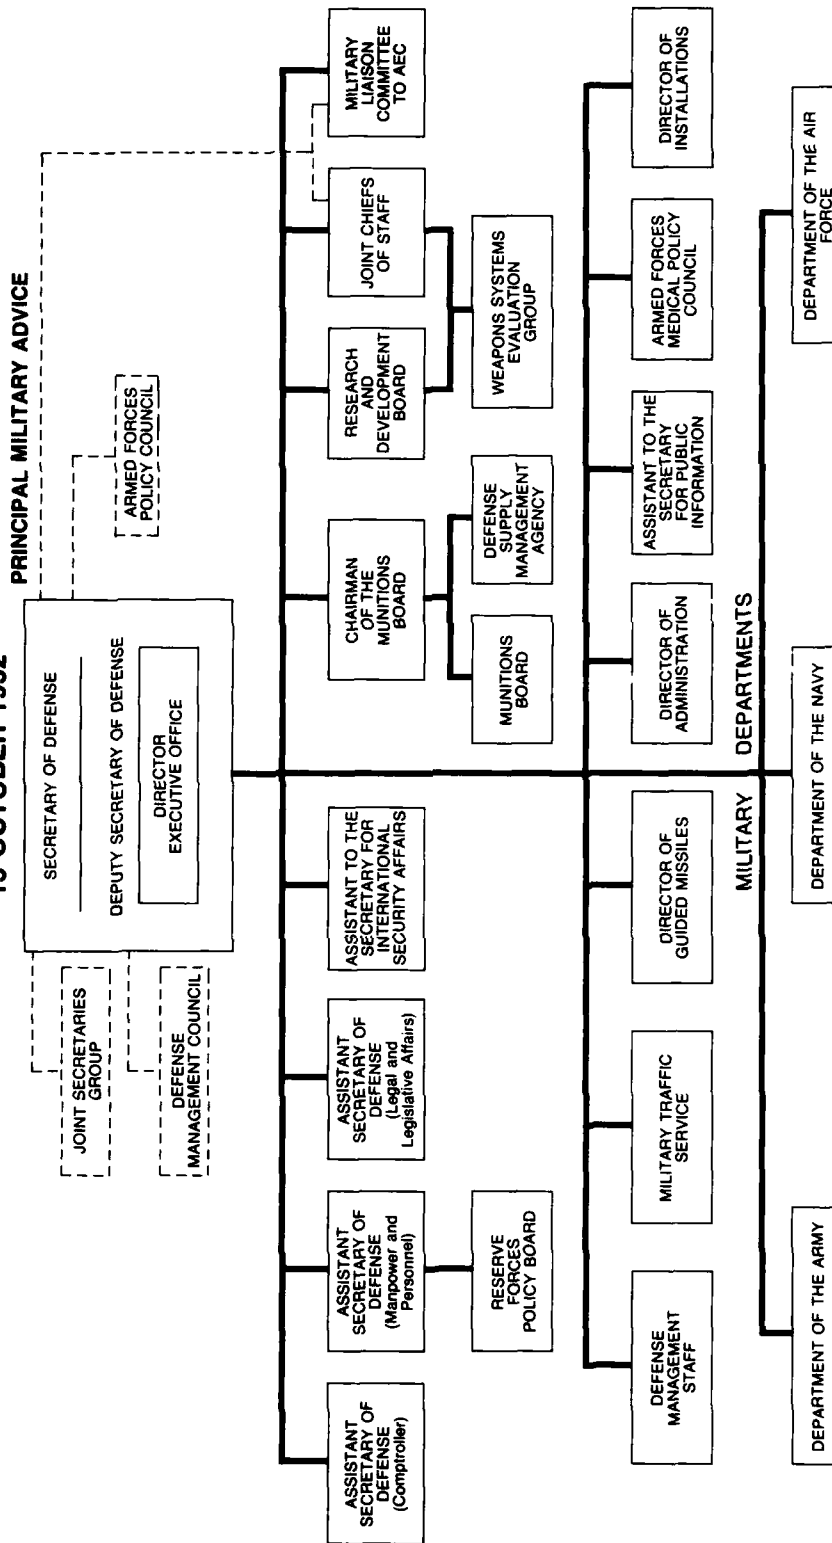 PRINCIPAL MILITARY ADVICE
SECRETARY OF DEFENSE
DEPUTY SECRETARY OF DEFENSE
DIRECTOR
EXECUTIVE OFFICE
JOINT SECRETARIES
GROUP
DEFENSE
MANAGEMENT COUNCIL
ARMED FORCES
POLICY COUNCIL
ASSISTANT
SECRETARY OF
DEFENSE
(Comptroller)
ASSISTANT
SECRETARY OF
DEFENSE
(Manpower and
Personnel)
ASSISTANT
SECRETARY OF
DEFENSE
(Legal and
Legislative Affairs)
ASSISTANT TO THE
SECRETARY FOR
INTERNATIONAL
SECURITY AFFAIRS
CHAIRMAN
OF THE
MUNITIONS
BOARD
RESEARCH
AND
DEVELOPMENT
BOARD
JOINT CHIEFS
OF STAFF
MILITARY
LIAISON
COMMITTEE
TO AEC
RESERVE
FORCES
POLICY BOARD
MUNITIONS
BOARD
DEFENSE
SUPPLY
MANAGEMENT
AGENCY
WEAPONS SYSTEMS
EVALUATION
GROUP
DEFENSE
MANAGEMENT
STAFF
MILITARY TRAFFIC
SERVICE
DIRECTOR OF
GUIDED MISSILES
DIRECTOR OF
ADMINISTRATION
ASSISTANT TO THE
SECRETARY
FOR PUBLIC
INFORMATION
ARMED FORCES
MEDICAL POLICY
COUNCIL
DIRECTOR OF
INSTALLATIONS
MILITARY DEPARTMENTS
DEPARTMENT OF THE ARMY
DEPARTMENT OF THE NAVY
DEPARTMENT OF THE AIR
FORCE